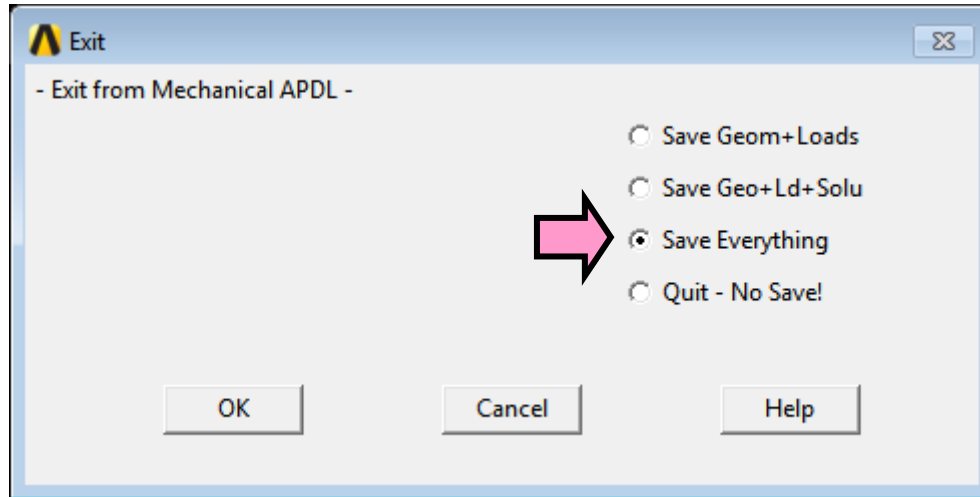 Exit
- Exit from Mechanical APDL -
Save Geom+Loads
Save Geo+Ld+Solu
Save Everything
Quit - No Save!
OK Cancel Help